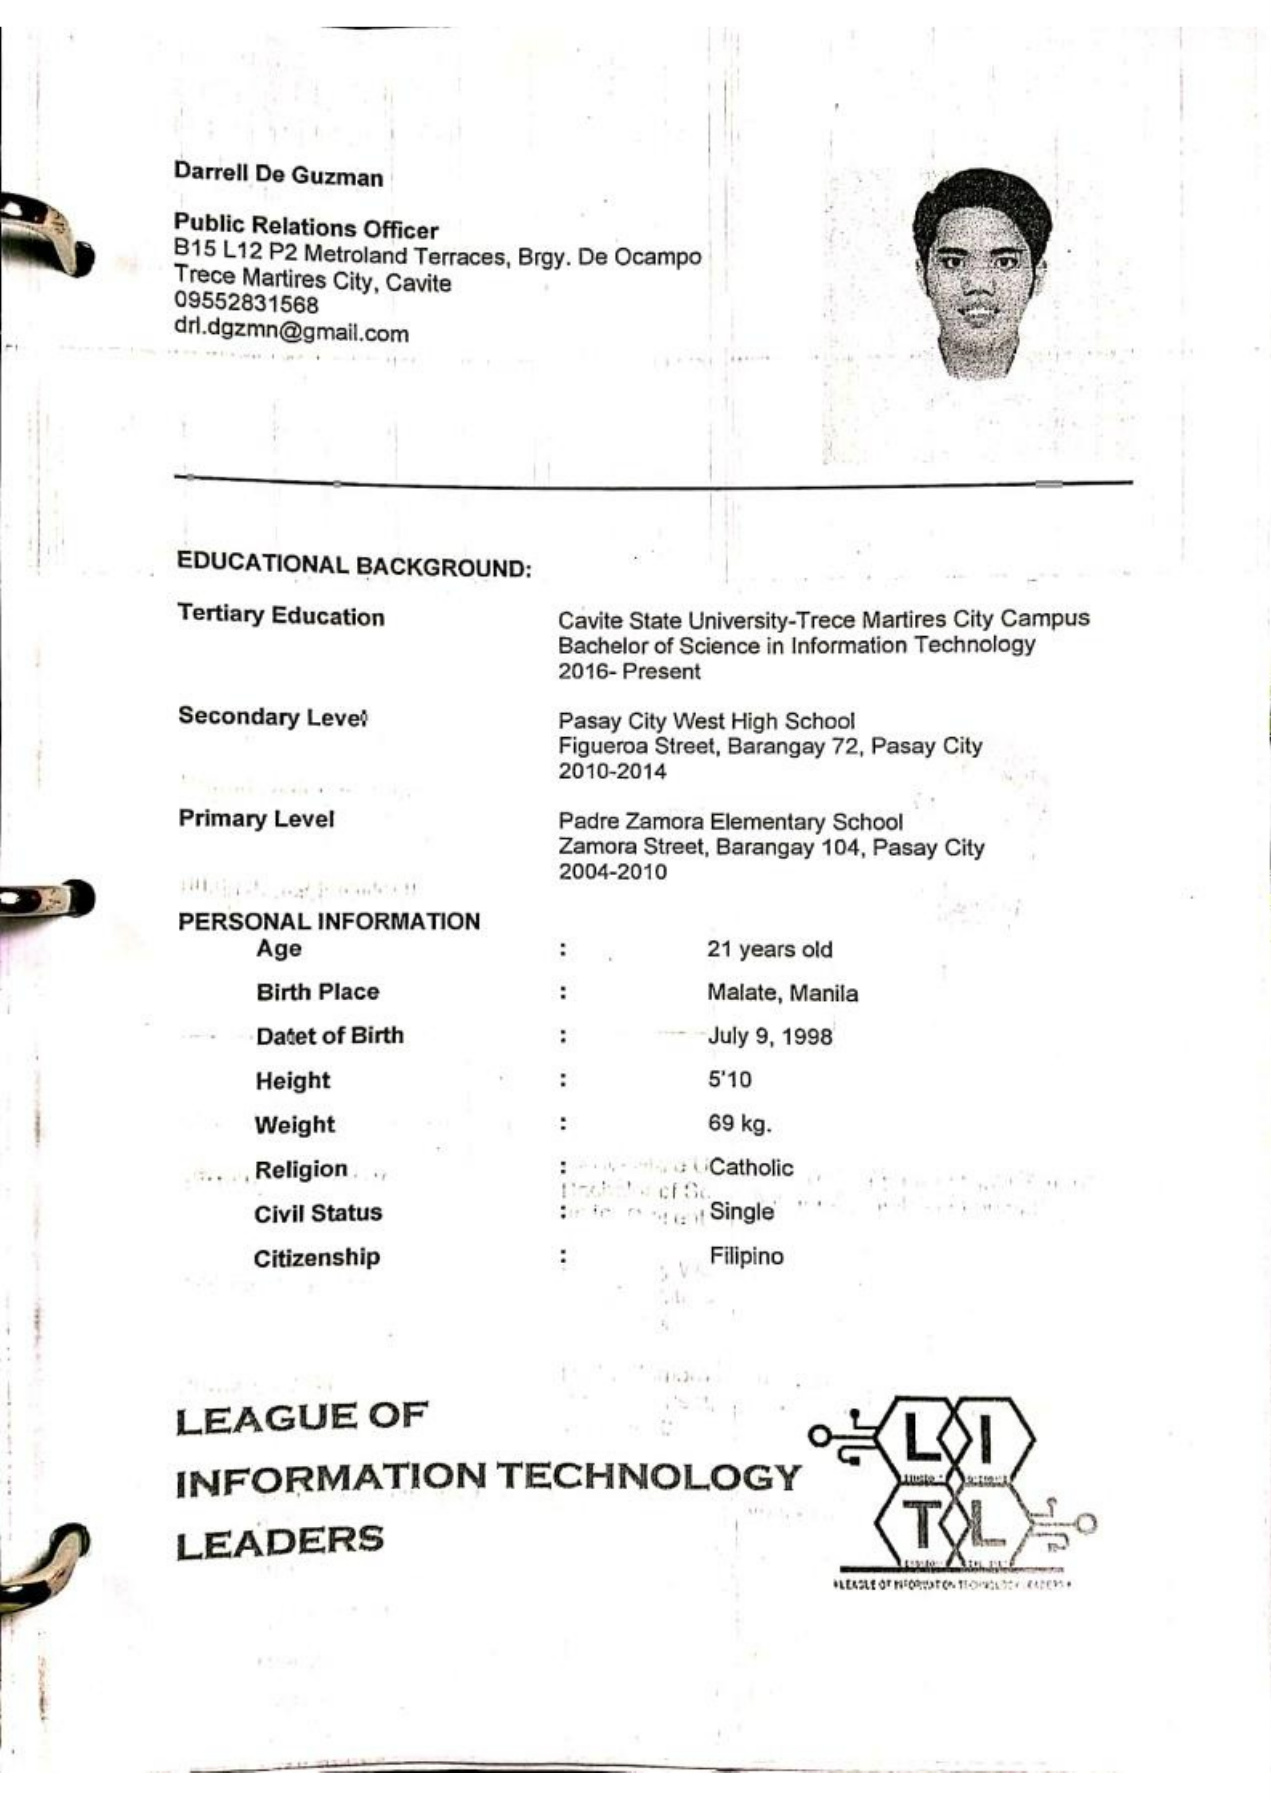 Darrell De Guzman
Public Relations Officer
B15 L12 P2 Metroland Terraces, Brgy. De Ocampo
Trece Martires City, Cavite
09552831568
drl.dgzmn@gmail.com
EDUCATIONAL BACKGROUND:
Tertiary Education Cavite State University-Trece Martires City Campus
Bachelor of Science in Information Technology
2016- Present
Secondary Level Pasay City West High School
Figueroa Street, Barangay 72, Pasay City
2010-2014
Primary Level Padre Zamora Elementary School
Zamora Street, Barangay 104, Pasay City
2004-2010
PERSONAL INFORMATION
Age : 21 years old
Birth Place : Malate, Manila
Datet of Birth : July 9, 1998
Height : 5'10
Weight : 69 kg.
Religion : Catholic
Civil Status : Single
Citizenship : Filipino
LEAGUE OF
INFORMATION TECHNOLOGY
LEADERS
L I
T L
LEAGUE OF INFORMATION TECHNOLOGY LEADERS